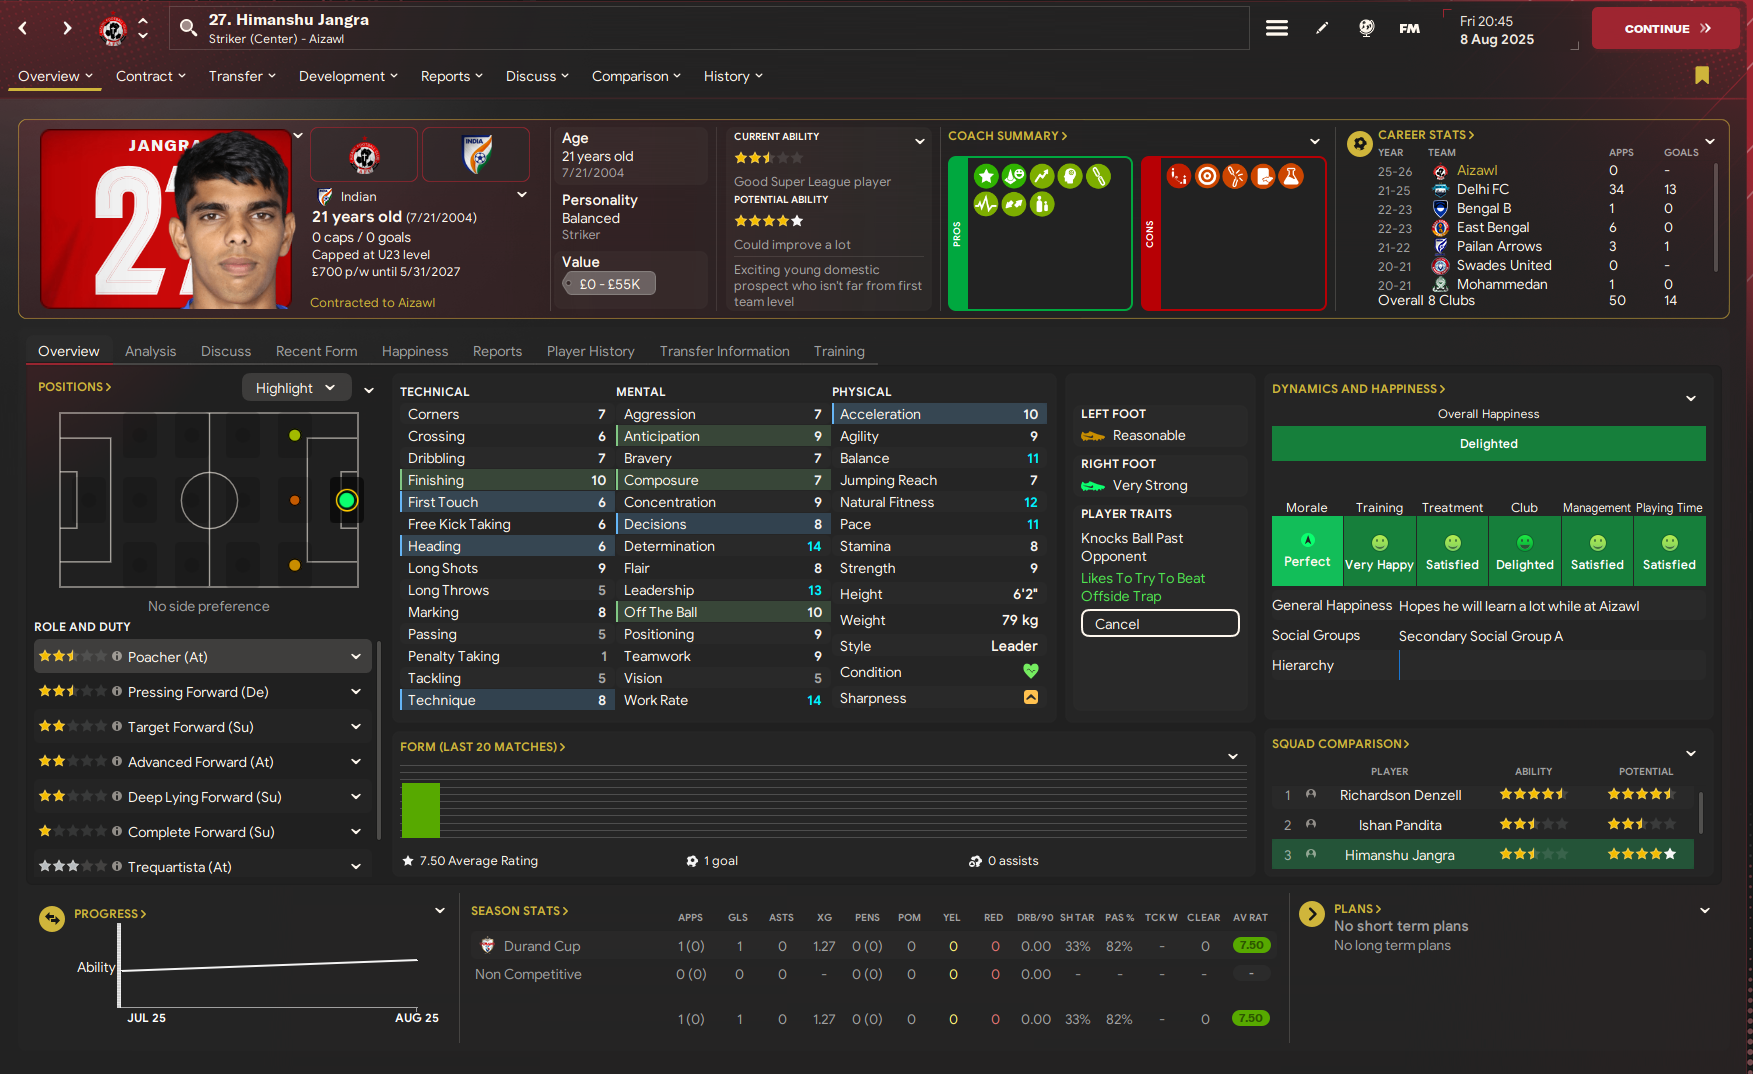 27. Himanshu Jangra
Striker (Center) - Aizawl
FM
Fri 20:45
8 Aug 2025
CONTINUE
Overview Contract Transfer Development Reports Discuss Comparison History
JANGRA
27
INDIA
Indian
21 years old (7/21/2004)
0 caps / 0 goals
Capped at U23 level
£700 p/w until 5/31/2027
Contracted to Aizawl
Age
21 years old
7/21/2004
Personality
Balanced
Striker
Value
£0 - £55K
CURRENT ABILITY
Good Super League player
POTENTIAL ABILITY
Could improve a lot
Exciting young domestic
prospect who isn't far from first
team level
COACH SUMMARY
PROS
CONS
CAREER STATS
YEAR TEAM APPS GOALS
25-26 Aizawl 0 -
21-25 Delhi FC 34 13
22-23 Bengal B 1 0
22-23 East Bengal 6 0
21-22 Pailan Arrows 3 1
20-21 Swades United 0 -
20-21 Mohammedan 1 0
Overall 8 Clubs 50 14
Overview Analysis Discuss Recent Form Happiness Reports Player History Transfer Information Training
POSITIONS
Highlight
No side preference
ROLE AND DUTY
Poacher (At)
Pressing Forward (De)
Target Forward (Su)
Advanced Forward (At)
Deep Lying Forward (Su)
Complete Forward (Su)
Trequartista (At)
TECHNICAL
Corners 7
Crossing 6
Dribbling 7
Finishing 10
First Touch 6
Free Kick Taking 6
Heading 6
Long Shots 9
Long Throws 5
Marking 8
Passing 5
Penalty Taking 1
Tackling 5
Technique 8
MENTAL
Aggression 7
Anticipation 9
Bravery 7
Composure 7
Concentration 9
Decisions 8
Determination 14
Flair 8
Leadership 13
Off The Ball 10
Positioning 9
Teamwork 9
Vision 5
Work Rate 14
PHYSICAL
Acceleration 10
Agility 9
Balance 11
Jumping Reach 7
Natural Fitness 12
Pace 11
Stamina 8
Strength 9
Height 6'2"
Weight 79 kg
Style Leader
Condition
Sharpness
LEFT FOOT
Reasonable
RIGHT FOOT
Very Strong
PLAYER TRAITS
Knocks Ball Past
Opponent
Likes To Try To Beat
Offside Trap
Cancel
DYNAMICS AND HAPPINESS
Overall Happiness
Delighted
Morale Training Treatment Club Management Playing Time
Perfect Very Happy Satisfied Delighted Satisfied Satisfied
General Happiness Hopes he will learn a lot while at Aizawl
Social Groups Secondary Social Group A
Hierarchy
FORM (LAST 20 MATCHES)
7.50 Average Rating 1 goal 0 assists
SQUAD COMPARISON
PLAYER ABILITY POTENTIAL
1 Richardson Denzell
2 Ishan Pandita
3 Himanshu Jangra
PROGRESS
Ability
JUL 25 AUG 25
SEASON STATS
APPS GLS ASTS XG PENS POM YEL RED DRB/90 SH TAR PAS % TCK W CLEAR AV RAT
Durand Cup 1 (0) 1 0 1.27 0 (0) 0 0 0 0.00 33% 82% - 0 7.50
Non Competitive 0 (0) 0 0 - 0 (0) 0 0 0 0.00 - - - - -
1 (0) 1 0 1.27 0 (0) 0 0 0 0.00 33% 82% - 0 7.50
PLANS
No short term plans
No long term plans